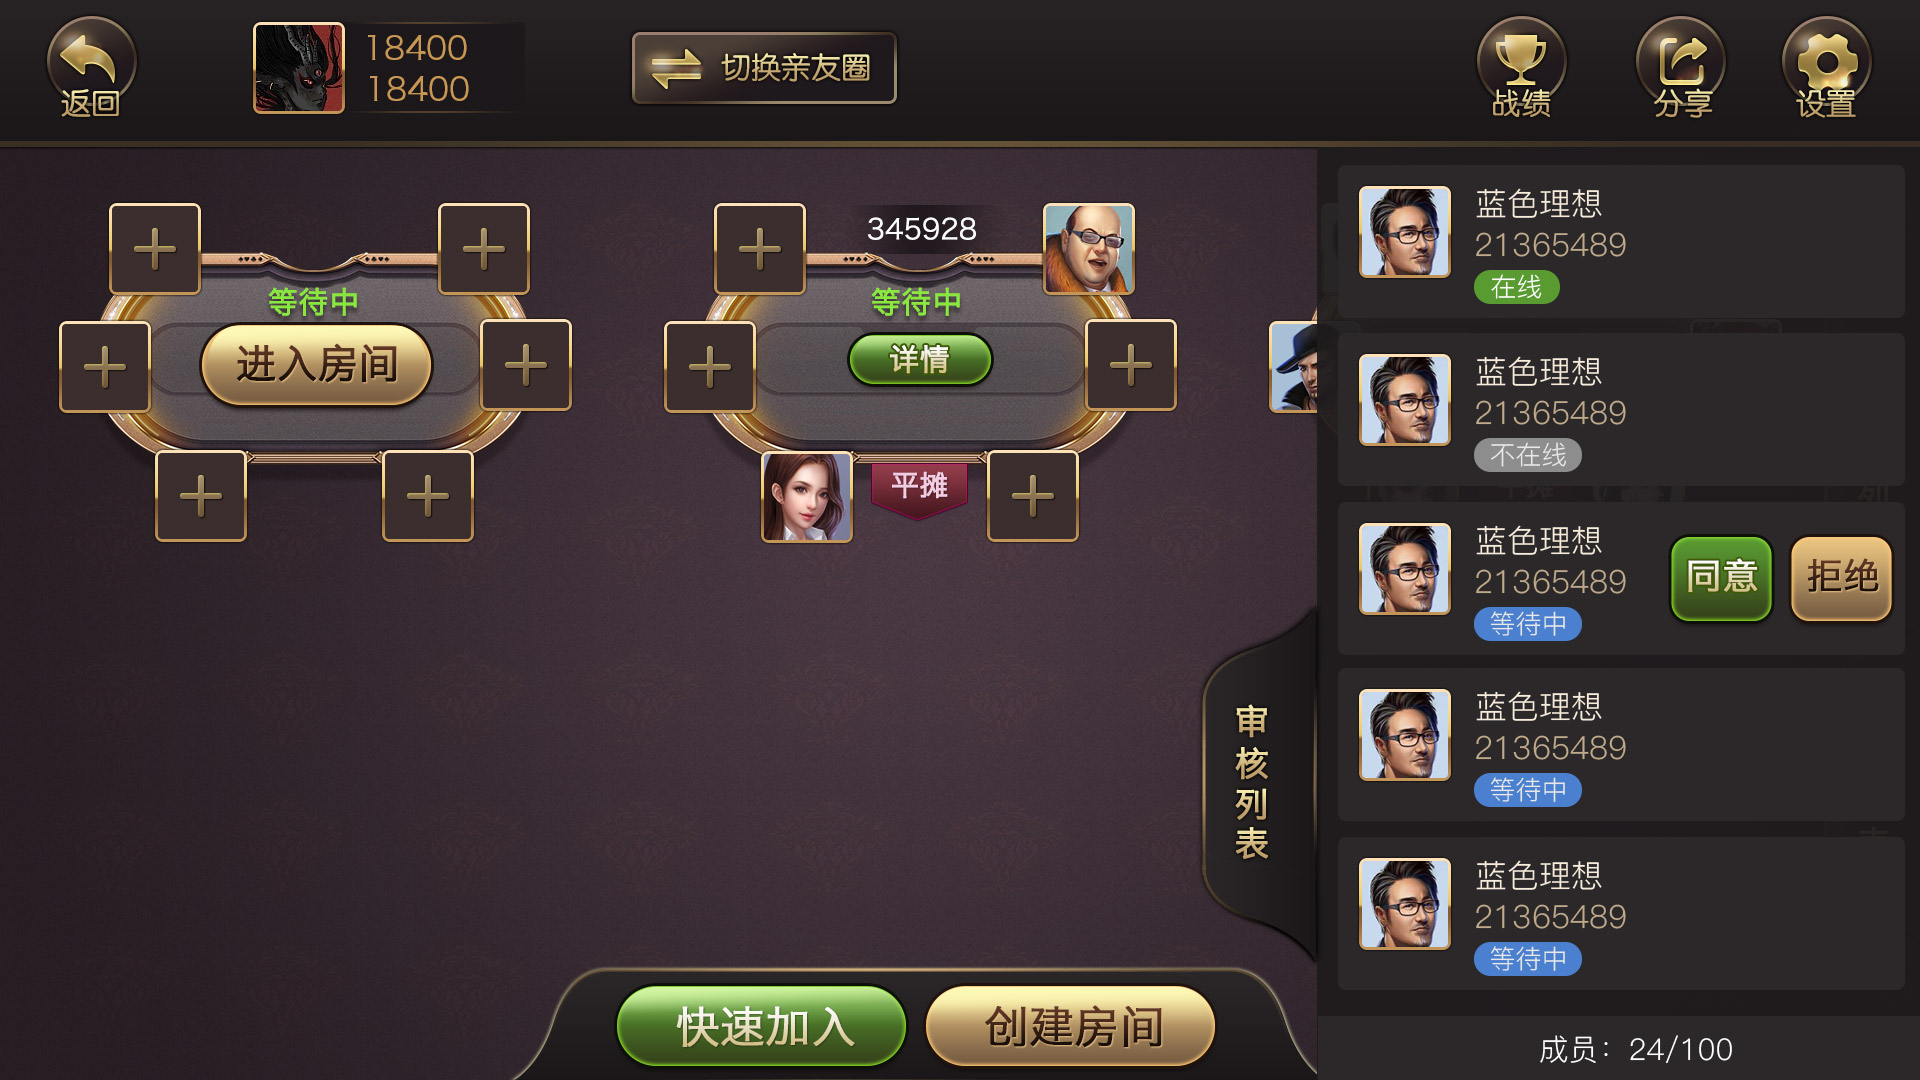 返回
18400
18400
切换亲友圈
战绩
分享
设置
等待中
进入房间
345928
等待中
详情
平摊
蓝色理想
21365489
在线
蓝色理想
21365489
不在线
蓝色理想
21365489
等待中
同意
拒绝
蓝色理想
21365489
等待中
蓝色理想
21365489
等待中
审核列表
快速加入
创建房间
成员：24/100